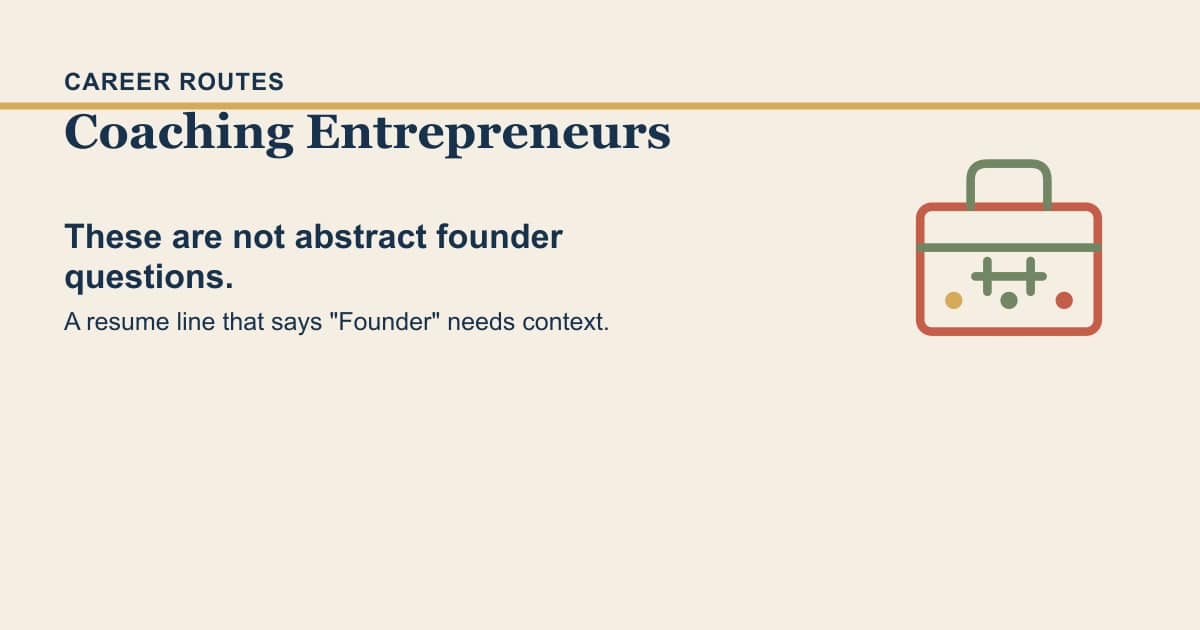 CAREER ROUTES
Coaching Entrepreneurs
These are not abstract founder
questions.
A resume line that says "Founder" needs context.